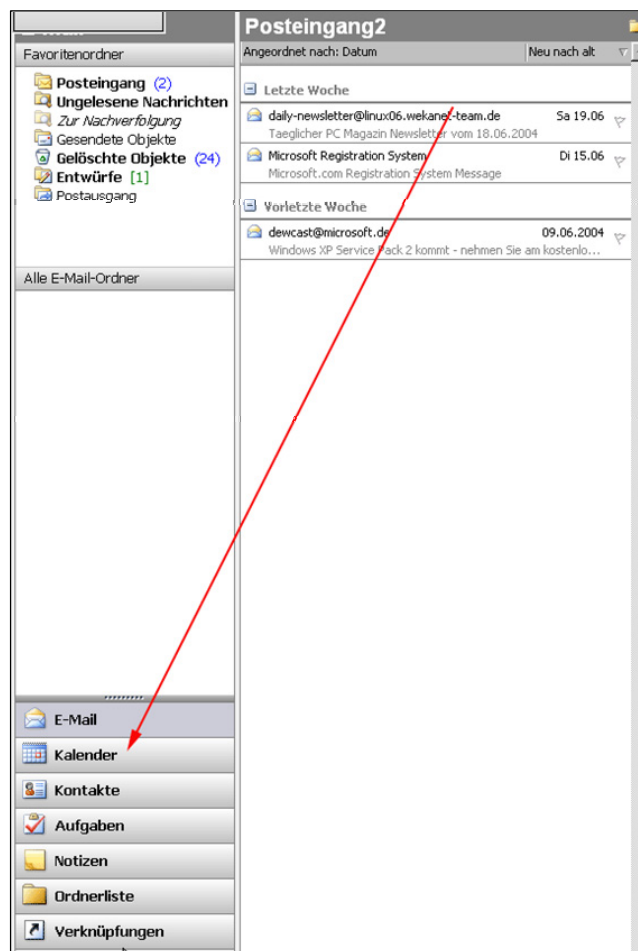 Favoritenordner
Posteingang (2)
Ungelesene Nachrichten
Zur Nachverfolgung
Gesendete Objekte
Gelöschte Objekte (24)
Entwürfe [1]
Postausgang
Alle E-Mail-Ordner
E-Mail
Kalender
Kontakte
Aufgaben
Notizen
Ordnerliste
Verknüpfungen
Posteingang2
Angeordnet nach: Datum Neu nach alt
Letzte Woche
daily-newsletter@linux06.wekanet-team.de Sa 19.06
Taeglicher PC Magazin Newsletter vom 18.06.2004
Microsoft Registration System Di 15.06
Microsoft.com Registration System Message
Vorletzte Woche
dewcast@microsoft.de 09.06.2004
Windows XP Service Pack 2 kommt - nehmen Sie am kostenlo...